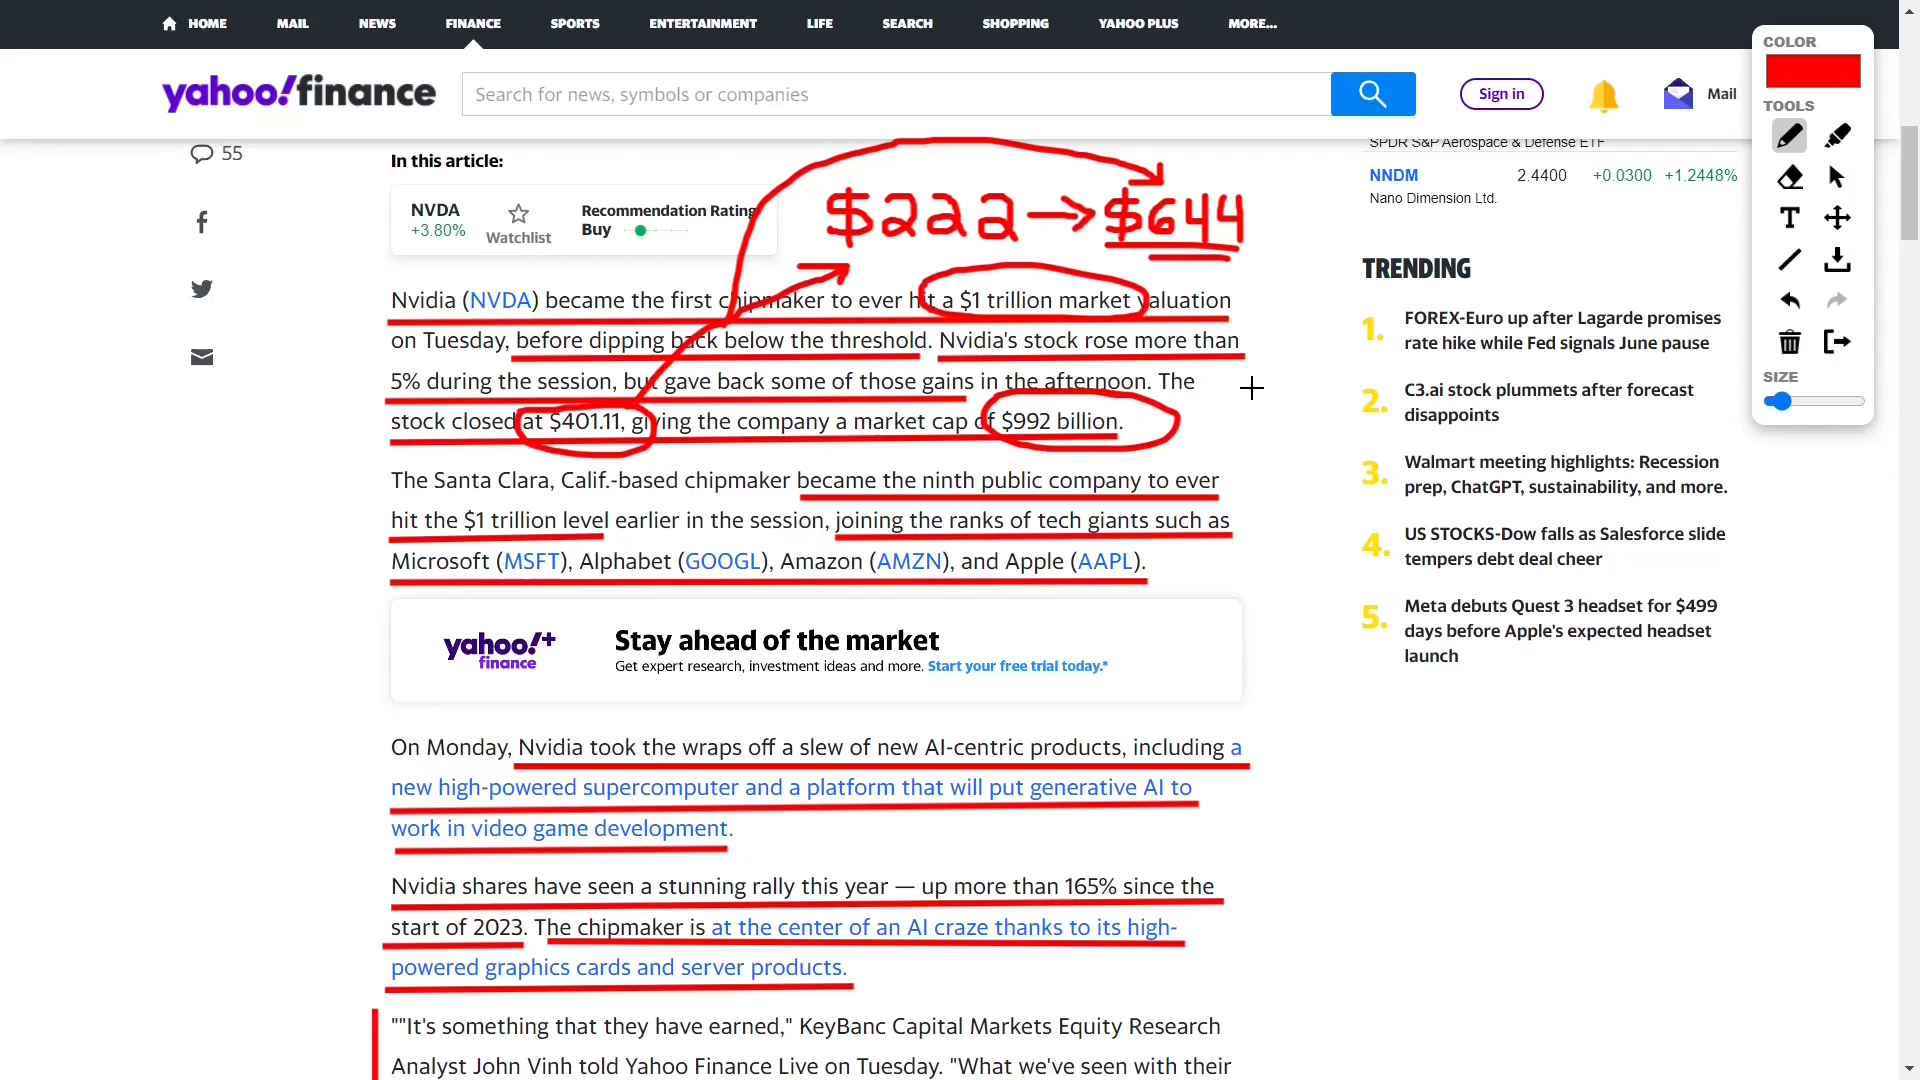 HOME MAIL NEWS FINANCE SPORTS ENTERTAINMENT LIFE SEARCH SHOPPING YAHOO PLUS MORE...
yahoo!finance
Search for news, symbols or companies
Sign in
Mail
COLOR
TOOLS
SIZE
55
In this article:
NVDA
+3.80%
Watchlist
Recommendation Rating
Buy
$222 → $644
Nvidia (NVDA) became the first chipmaker to ever hit a $1 trillion market valuation
on Tuesday, before dipping back below the threshold. Nvidia's stock rose more than
5% during the session, but gave back some of those gains in the afternoon. The
stock closed at $401.11, giving the company a market cap of $992 billion.
The Santa Clara, Calif.-based chipmaker became the ninth public company to ever
hit the $1 trillion level earlier in the session, joining the ranks of tech giants such as
Microsoft (MSFT), Alphabet (GOOGL), Amazon (AMZN), and Apple (AAPL).
yahoo!+
finance
Stay ahead of the market
Get expert research, investment ideas and more. Start your free trial today.*
On Monday, Nvidia took the wraps off a slew of new AI-centric products, including a
new high-powered supercomputer and a platform that will put generative AI to
work in video game development.
Nvidia shares have seen a stunning rally this year — up more than 165% since the
start of 2023. The chipmaker is at the center of an AI craze thanks to its high-
powered graphics cards and server products.
""It's something that they have earned," KeyBanc Capital Markets Equity Research
Analyst John Vinh told Yahoo Finance Live on Tuesday. "What we've seen with their
SPDR S&P Aerospace & Defense ETF
NNDM 2.4400 +0.0300 +1.2448%
Nano Dimension Ltd.
TRENDING
1. FOREX-Euro up after Lagarde promises
rate hike while Fed signals June pause
2. C3.ai stock plummets after forecast
disappoints
3. Walmart meeting highlights: Recession
prep, ChatGPT, sustainability, and more.
4. US STOCKS-Dow falls as Salesforce slide
tempers debt deal cheer
5. Meta debuts Quest 3 headset for $499
days before Apple's expected headset
launch